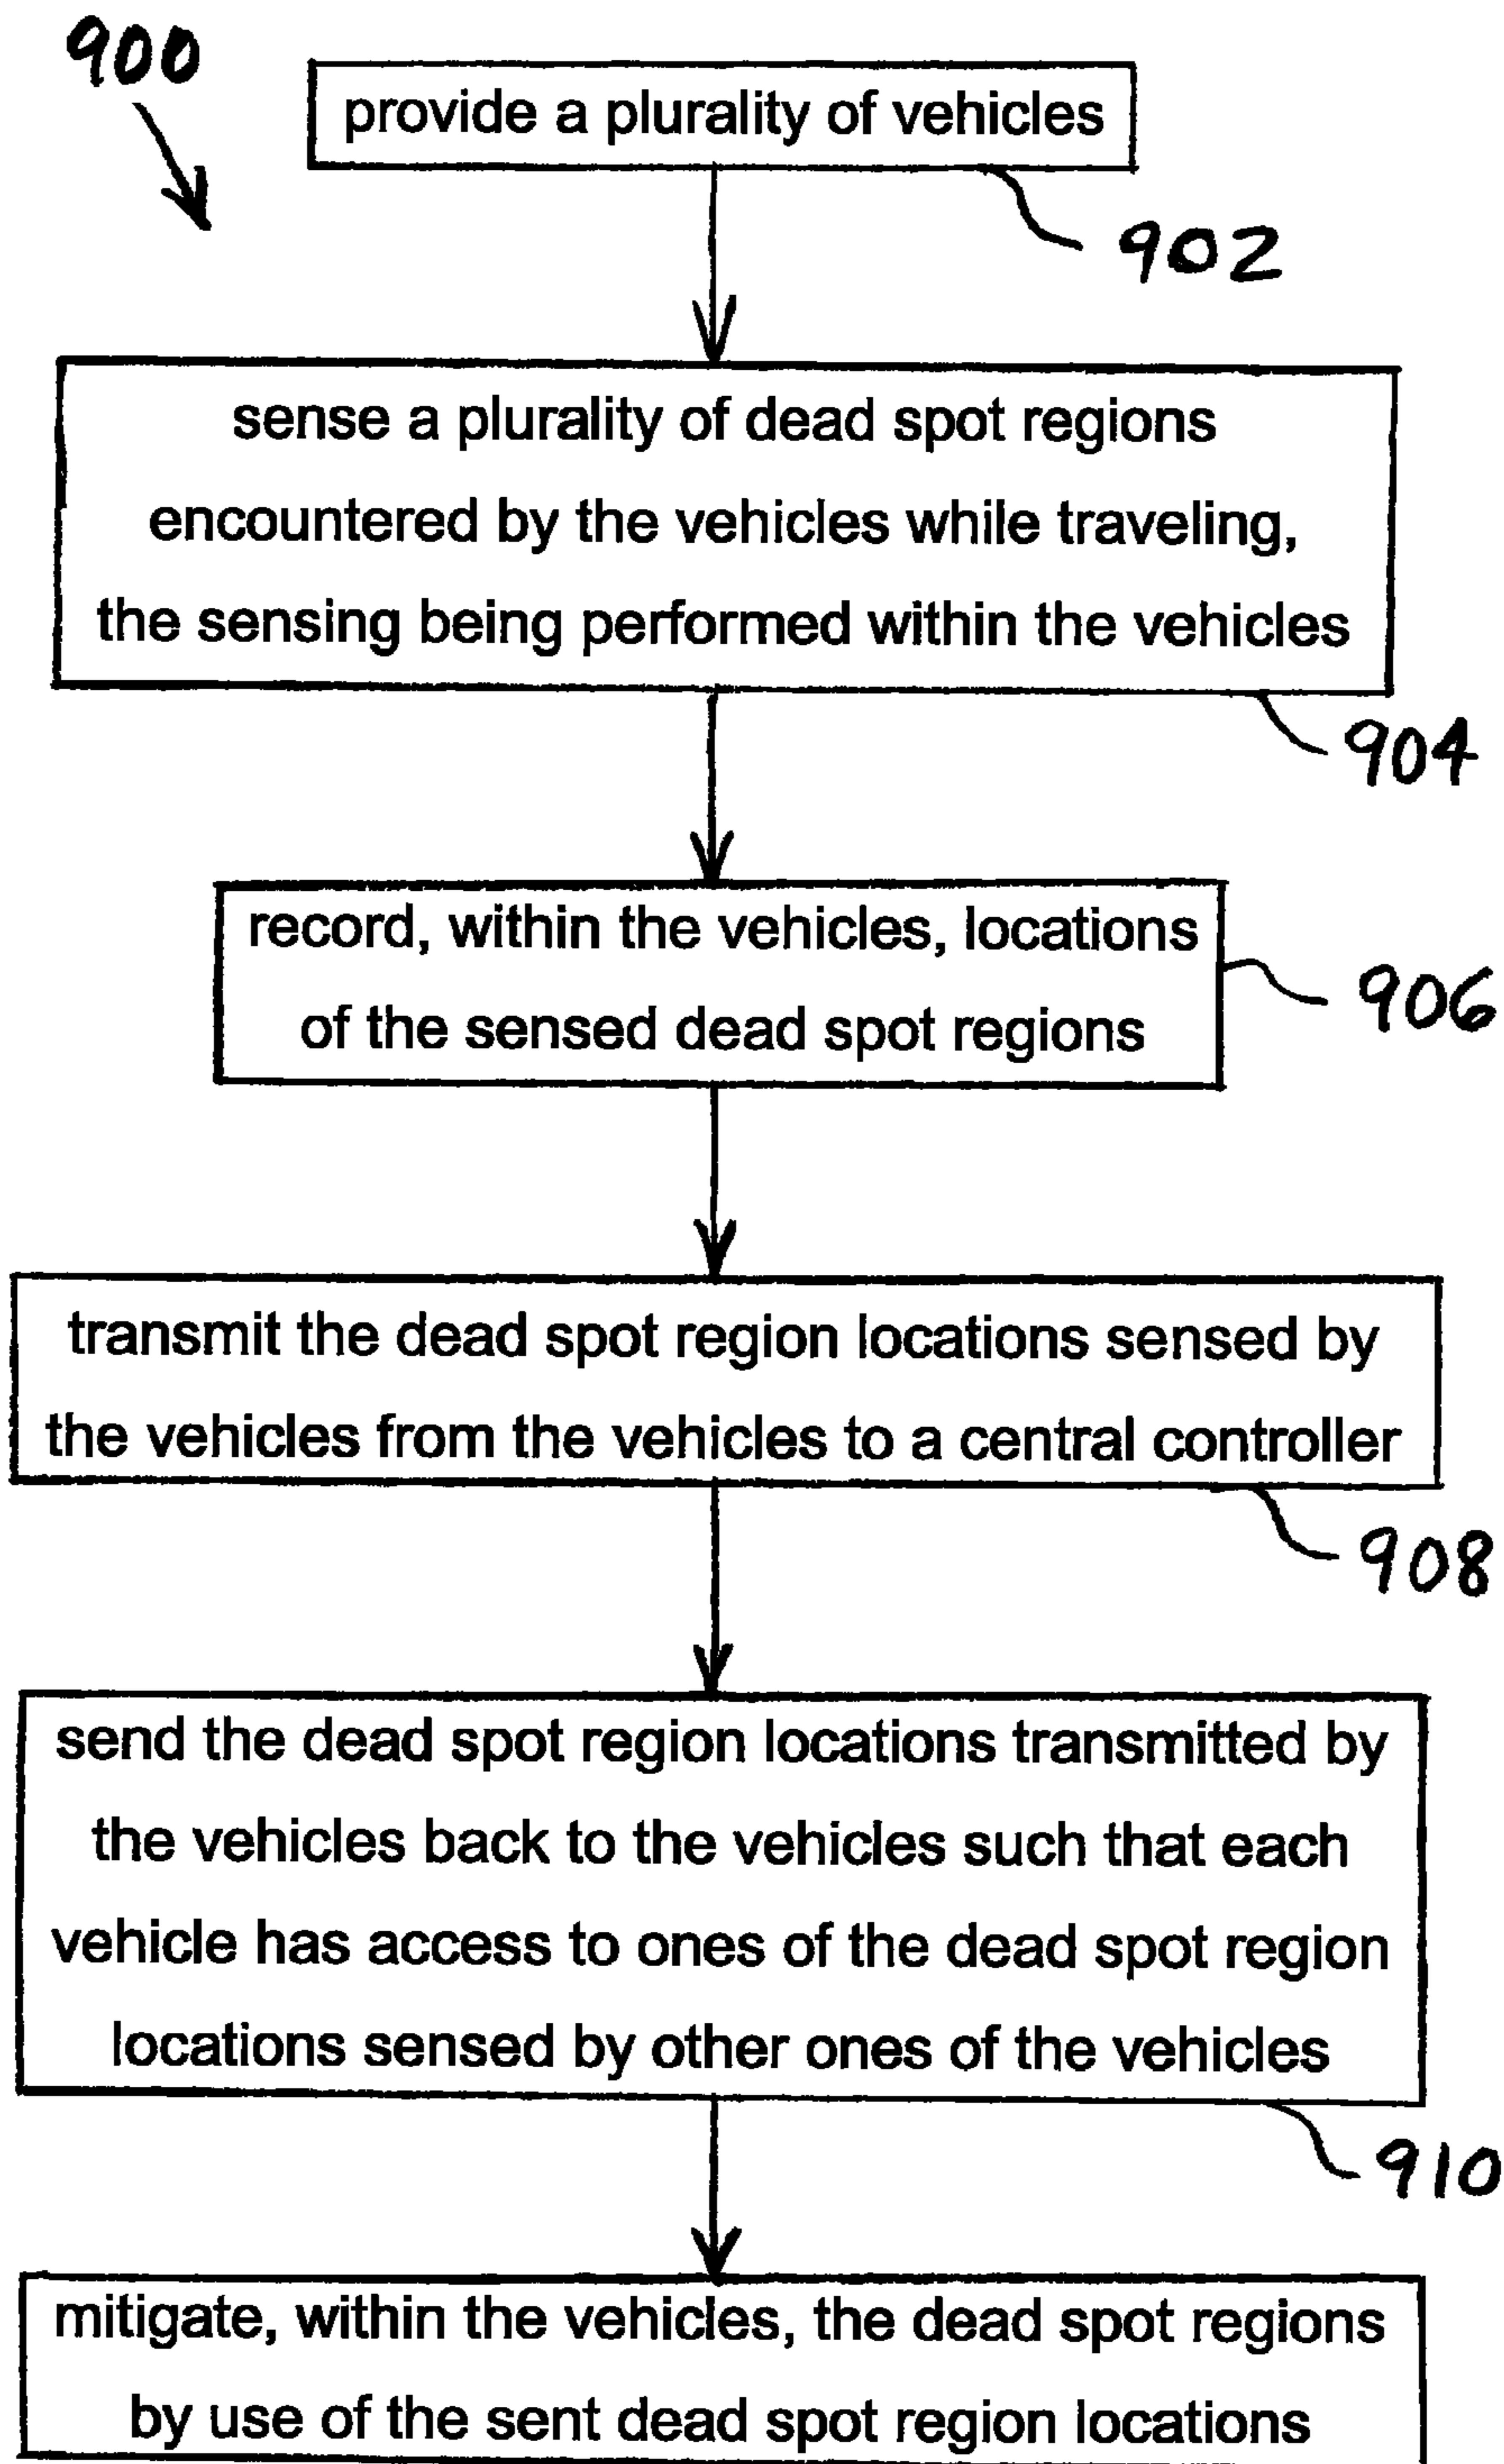 900
provide a plurality of vehicles
902
sense a plurality of dead spot regions
encountered by the vehicles while traveling,
the sensing being performed within the vehicles
904
record, within the vehicles, locations
of the sensed dead spot regions
906
transmit the dead spot region locations sensed by
the vehicles from the vehicles to a central controller
908
send the dead spot region locations transmitted by
the vehicles back to the vehicles such that each
vehicle has access to ones of the dead spot region
locations sensed by other ones of the vehicles
910
mitigate, within the vehicles, the dead spot regions
by use of the sent dead spot region locations